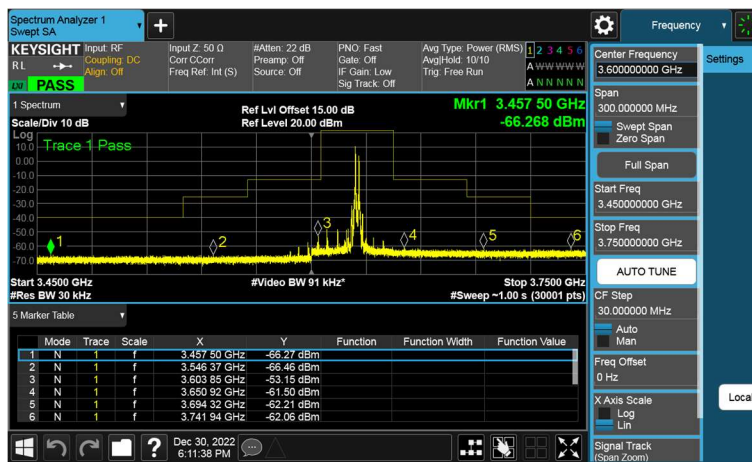 Spectrum Analyzer 1
Swept SA
Frequency
KEYSIGHT
RL
LXI
PASS
Input: RF
Coupling: DC
Align: Off
Input Z: 50 Ω
Corr CCorr
Freq Ref: Int (S)
#Atten: 22 dB
Preamp: Off
Source: Off
PNO: Fast
Gate: Off
IF Gain: Low
Sig Track: Off
Avg Type: Power (RMS)
Avg|Hold: 10/10
Trig: Free Run
1 2 3 4 5 6
A W W W W W
A N N N N N
1 Spectrum
Scale/Div 10 dB
Ref Lvl Offset 15.00 dB
Ref Level 20.00 dBm
Mkr1 3.457 50 GHz
-66.268 dBm
Log
Trace 1 Pass
10.0
0.00
-10.0
-20.0
-30.0
-40.0
-50.0
-60.0
-70.0
1
2
3
4
5
6
Start 3.4500 GHz
#Res BW 30 kHz
#Video BW 91 kHz*
Stop 3.7500 GHz
#Sweep ~1.00 s (30001 pts)
5 Marker Table
Mode Trace Scale X Y Function Function Width Function Value
1 N 1 f 3.457 50 GHz -66.27 dBm
2 N 1 f 3.546 37 GHz -66.46 dBm
3 N 1 f 3.603 85 GHz -53.15 dBm
4 N 1 f 3.650 92 GHz -61.50 dBm
5 N 1 f 3.694 32 GHz -62.21 dBm
6 N 1 f 3.741 94 GHz -62.06 dBm
?
Dec 30, 2022
6:11:38 PM
Center Frequency
3.600000000 GHz
Settings
Span
300.000000 MHz
Swept Span
Zero Span
Full Span
Start Freq
3.450000000 GHz
Stop Freq
3.750000000 GHz
AUTO TUNE
CF Step
30.000000 MHz
Auto
Man
Freq Offset
0 Hz
X Axis Scale
Log
Lin
Local
Signal Track
(Span Zoom)